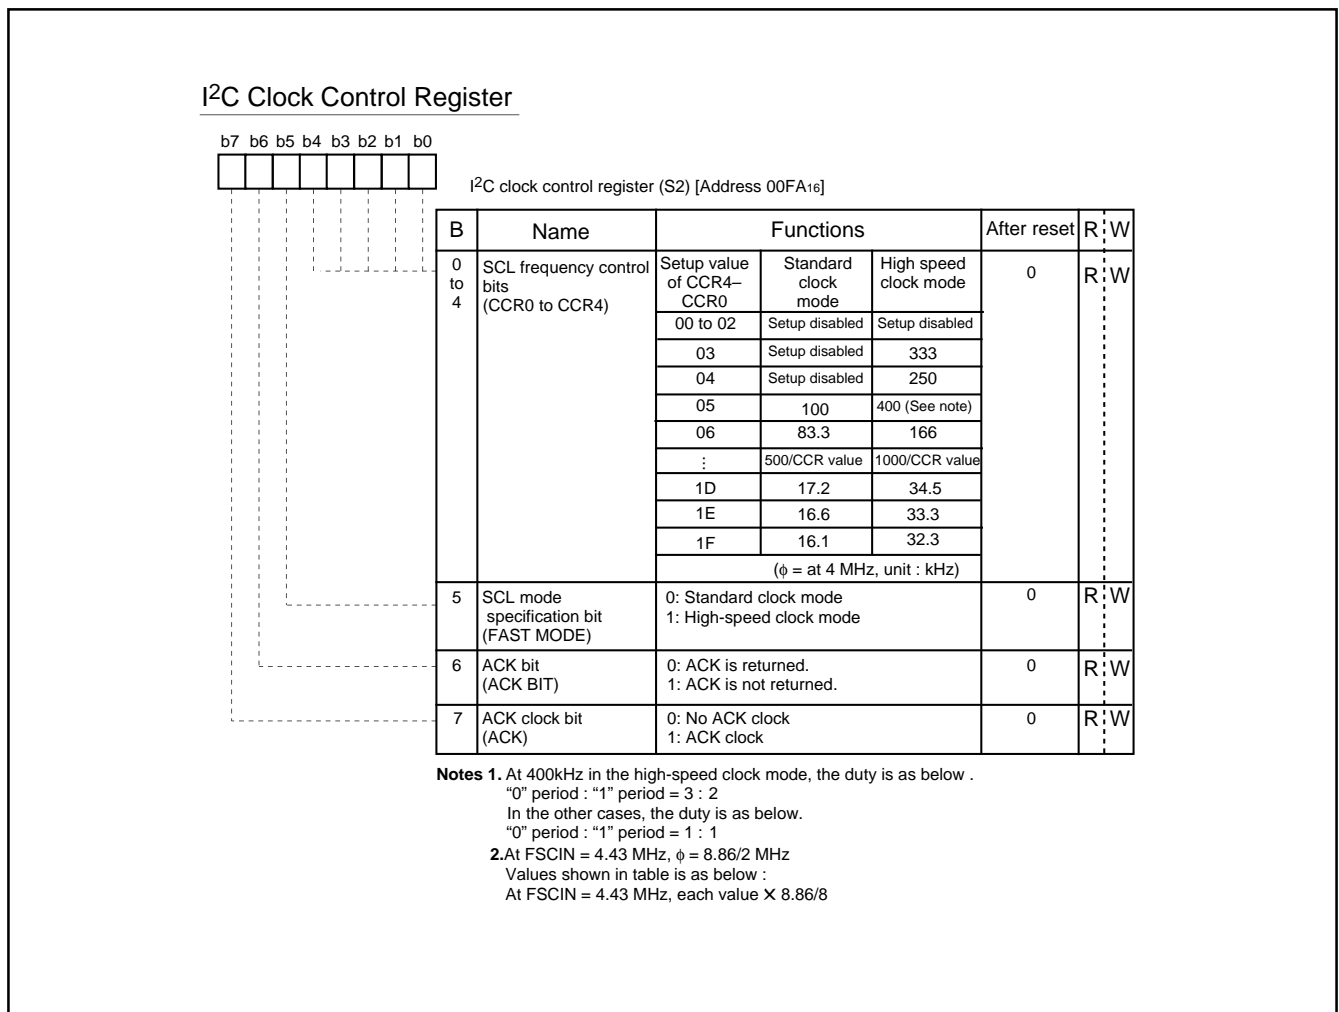 I2C Clock Control Register
b7 b6 b5 b4 b3 b2 b1 b0
I2C clock control register (S2) [Address 00FA16]
B Name Functions After reset R W
0 to 4 SCL frequency control bits (CCR0 to CCR4) Setup value of CCR4–CCR0 Standard clock mode High speed clock mode 0 R W
00 to 02 Setup disabled Setup disabled
03 Setup disabled 333
04 Setup disabled 250
05 100 400 (See note)
06 83.3 166
⋮ 500/CCR value 1000/CCR value
1D 17.2 34.5
1E 16.6 33.3
1F 16.1 32.3
(ϕ = at 4 MHz, unit : kHz)
5 SCL mode specification bit (FAST MODE) 0: Standard clock mode 0 R W
1: High-speed clock mode
6 ACK bit (ACK BIT) 0: ACK is returned. 0 R W
1: ACK is not returned.
7 ACK clock bit (ACK) 0: No ACK clock 0 R W
1: ACK clock
Notes 1. At 400kHz in the high-speed clock mode, the duty is as below .
“0” period : “1” period = 3 : 2
In the other cases, the duty is as below.
“0” period : “1” period = 1 : 1
2.At FSCIN = 4.43 MHz, ϕ = 8.86/2 MHz
Values shown in table is as below :
At FSCIN = 4.43 MHz, each value ✕ 8.86/8